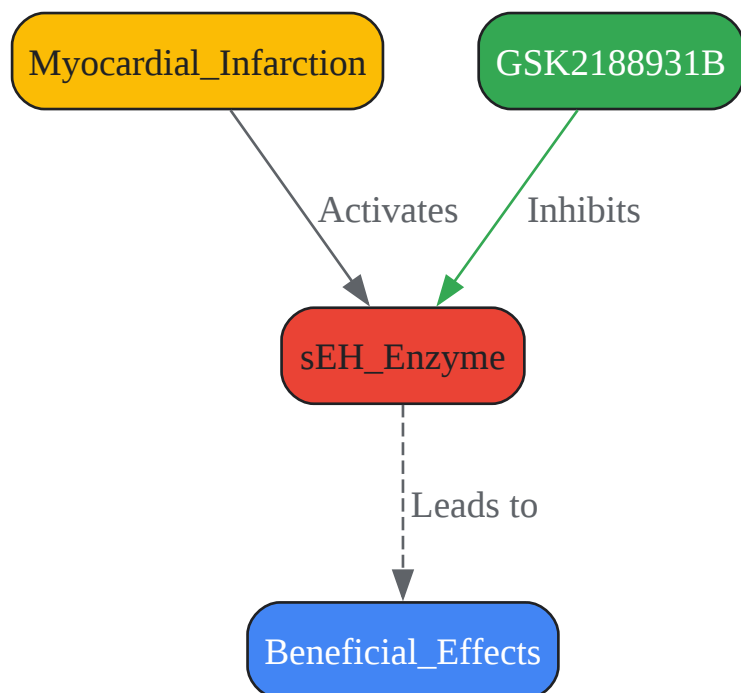 Myocardial_Infarction
GSK2188931B
Activates
Inhibits
sEH_Enzyme
Leads to
Beneficial_Effects